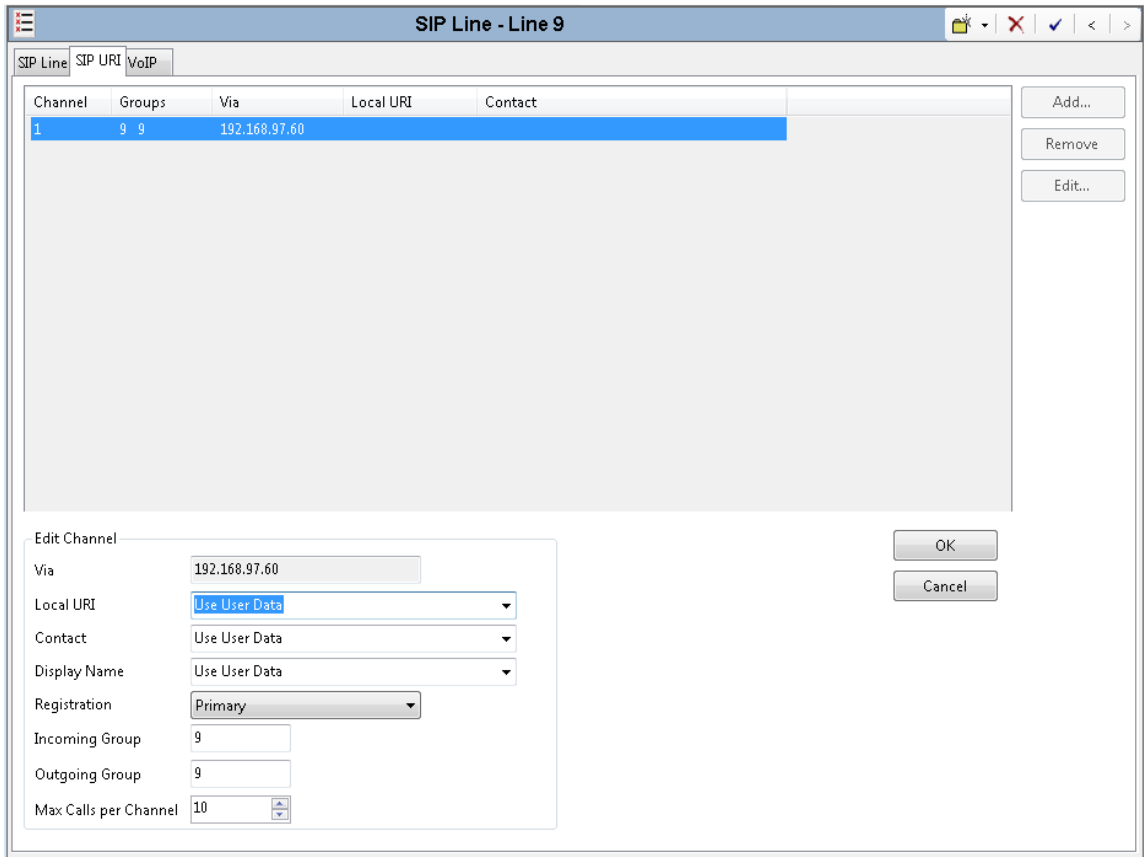 SIP Line - Line 9
SIP Line SIP URI VoIP
Channel Groups Via Local URI Contact
1 9 9 192.168.97.60
Add...
Remove
Edit...
Edit Channel
Via 192.168.97.60
Local URI Use User Data
Contact Use User Data
Display Name Use User Data
Registration Primary
Incoming Group 9
Outgoing Group 9
Max Calls per Channel 10
OK
Cancel